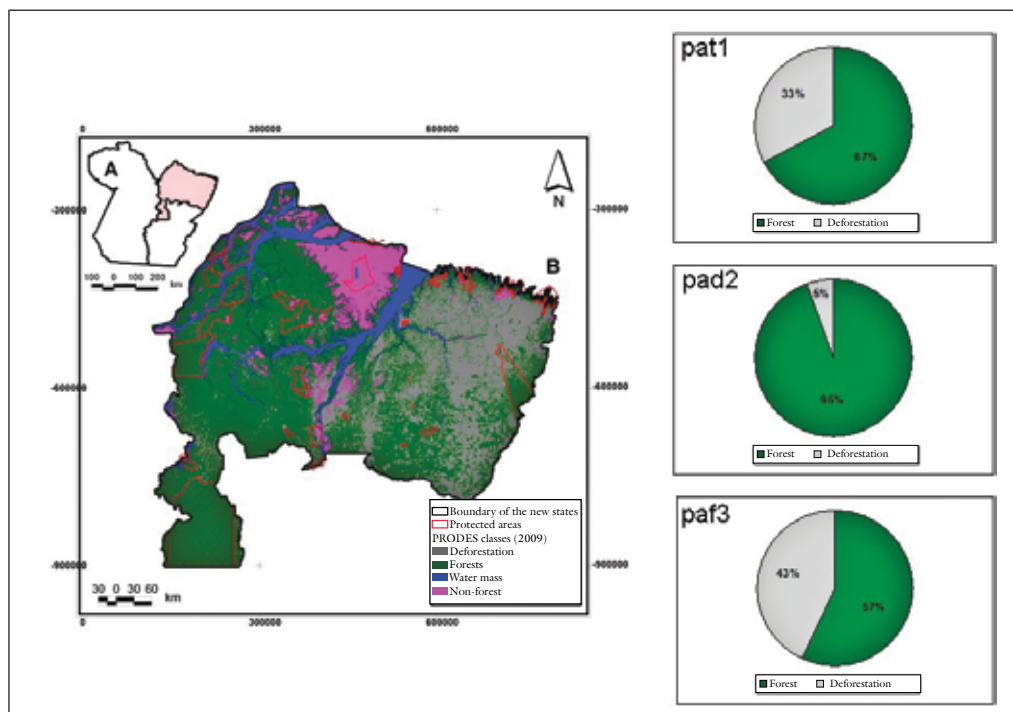 0 300000 600000
A
N
-300000
-300000
100 0 100 200
km
B
-600000
-600000
Boundary of the new states
Protected areas
PRODES classes (2009)
Deforestation
Forests
Water mass
Non-forest
-900000
-900000
30 0 30 60
km
0 300000 600000
pat1
33%
67%
Forest Deforestation
pad2
5%
95%
Forest Deforestation
paf3
43%
57%
Forest Deforestation